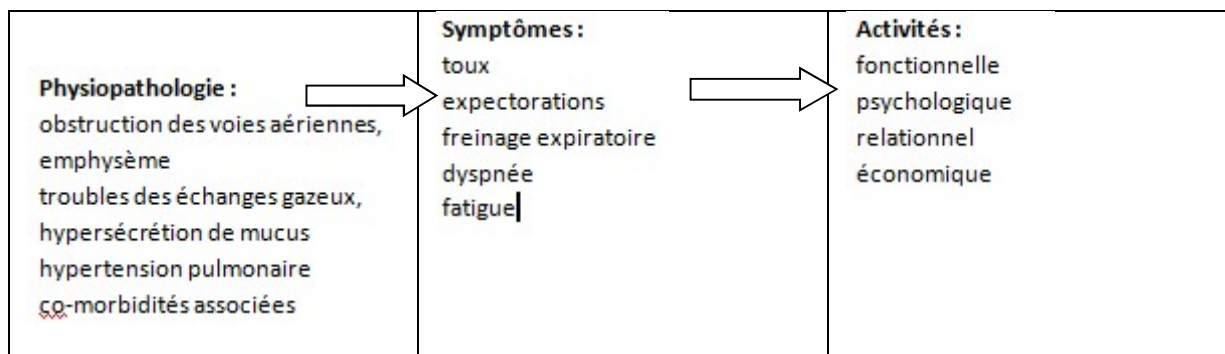 Physiopathologie :
obstruction des voies aériennes,
emphysème
troubles des échanges gazeux,
hypersécrétion de mucus
hypertension pulmonaire
co-morbidités associées
Symptômes :
toux
expectorations
freinage expiratoire
dyspnée
fatigue
Activités :
fonctionnelle
psychologique
relationnel
économique